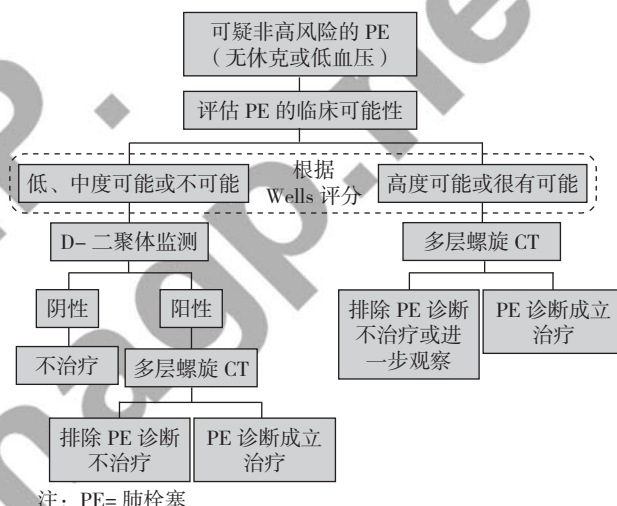 可疑非高风险的 PE
（无休克或低血压）
评估 PE 的临床可能性
低、中度可能或不可能
根据
Wells 评分
高度可能或很有可能
D- 二聚体监测
多层螺旋 CT
阴性
阳性
排除 PE 诊断
不治疗或进
一步观察
PE 诊断成立
治疗
不治疗
多层螺旋 CT
排除 PE 诊断
不治疗
PE 诊断成立
治疗
注：PE= 肺栓塞